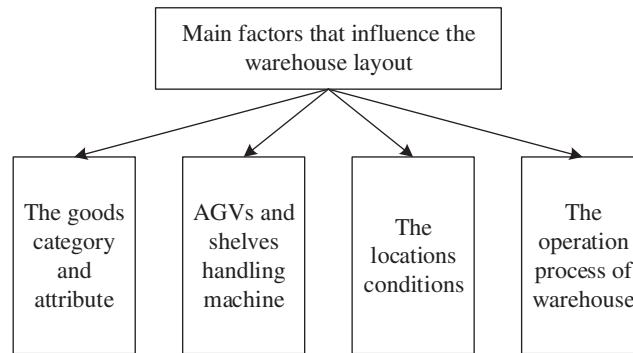 Main factors that influence the
warehouse layout
The goods
category
and
attribute
AGVs and
shelves
handling
machine
The
locations
conditions
The
operation
process of
warehouse